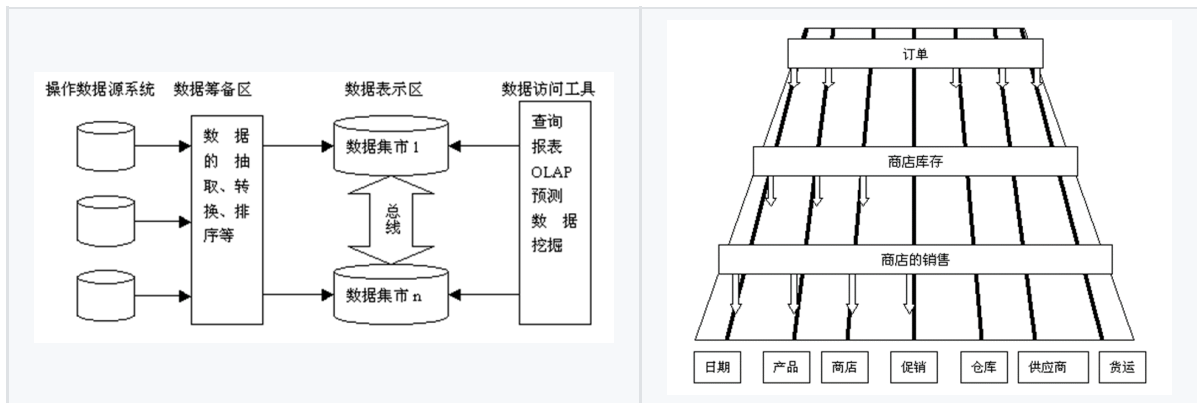 操作数据源系统
数据筹备区
数据表示区
数据访问工具
数据
的抽
取、转
换、排
序等
数据集市 1
总
线
数据集市 n
查询
报表
OLAP
预测
数据
挖掘
订单
商店库存
商店的销售
日期
产品
商店
促销
仓库
供应商
货运